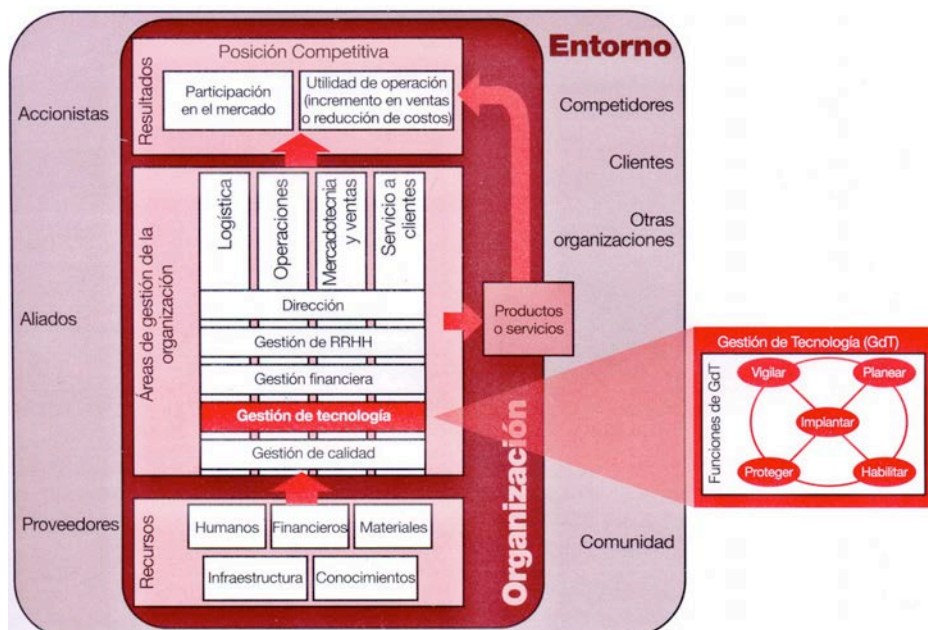 Entorno
Posición Competitiva
Resultados
Participación
en el mercado
Utilidad de operación
(incremento en ventas
o reducción de costos)
Accionistas
Competidores
Clientes
Otras
organizaciones
Áreas de gestión de la
organización
Logística
Operaciones
Mercadotecnia
y ventas
Servicio a
clientes
Dirección
Gestión de RRHH
Gestión financiera
Gestión de tecnología
Gestión de calidad
Aliados
Productos
o servicios
Organización
Gestión de Tecnología (GdT)
Funciones de GdT
Vigilar
Planear
Implantar
Proteger
Habilitar
Proveedores
Recursos
Humanos
Financieros
Materiales
Infraestructura
Conocimientos
Comunidad